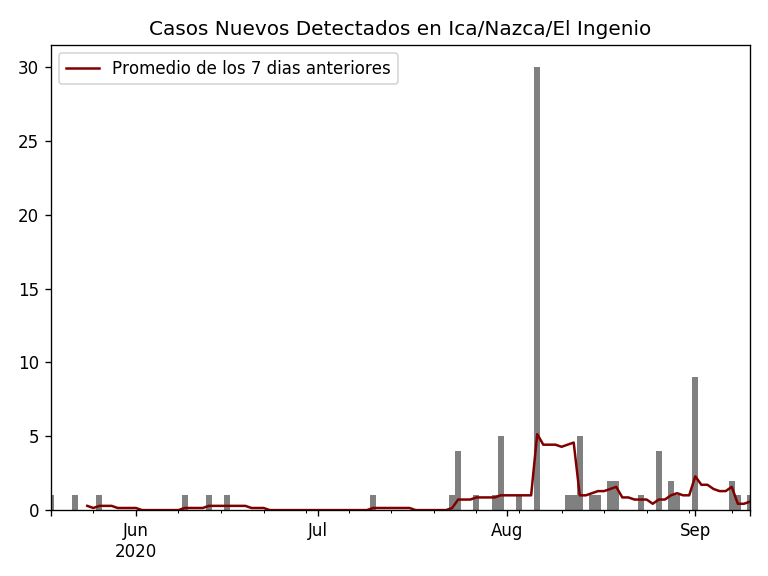 Casos Nuevos Detectados en Ica/Nazca/El Ingenio
Promedio de los 7 dias anteriores
30
25
20
15
10
5
0
Jun
2020
Jul
Aug
Sep